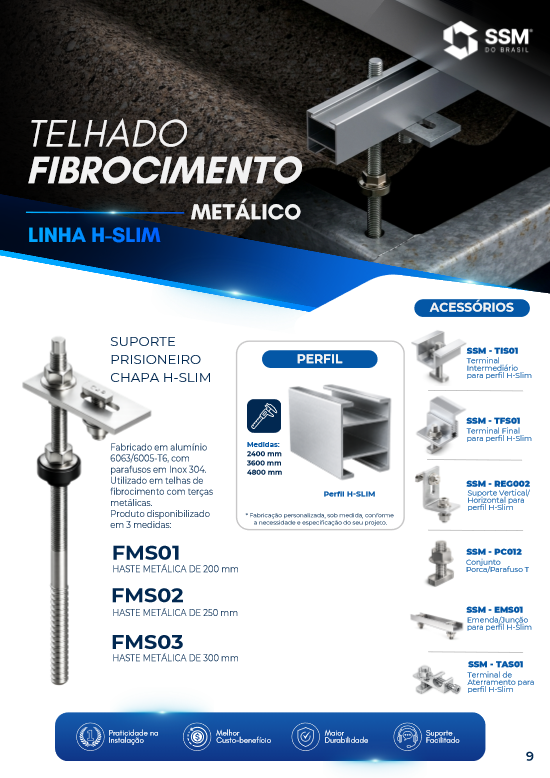 SSM®
DO BRASIL
TELHADO
FIBROCIMENTO
METÁLICO
LINHA H-SLIM
SUPORTE
PRISIONEIRO
CHAPA H-SLIM
Fabricado em alumínio
6063/6005-T6, com
parafusos em Inox 304.
Utilizado em telhas de
fibrocimento com terças
metálicas.
Produto disponibilizado
em 3 medidas:
FMS01
HASTE METÁLICA DE 200 mm
FMS02
HASTE METÁLICA DE 250 mm
FMS03
HASTE METÁLICA DE 300 mm
PERFIL
Medidas:
2400 mm
3600 mm
4800 mm
Perfil H-SLIM
* Fabricação personalizada, sob medida, conforme
a necessidade e especificação do seu projeto.
ACESSÓRIOS
SSM - TIS01
Terminal
Intermediário
para perfil H-Slim
SSM - TFS01
Terminal Final
para perfil H-Slim
SSM - REG002
Suporte Vertical/
Horizontal para
perfil H-Slim
SSM - PC012
Conjunto
Porca/Parafuso T
SSM - EMS01
Emenda/Junção
para perfil H-Slim
SSM - TAS01
Terminal de
Aterramento para
perfil H-Slim
1
Praticidade na
Instalação
$
Melhor
Custo-benefício
Maior
Durabilidade
Suporte
Facilitado
9